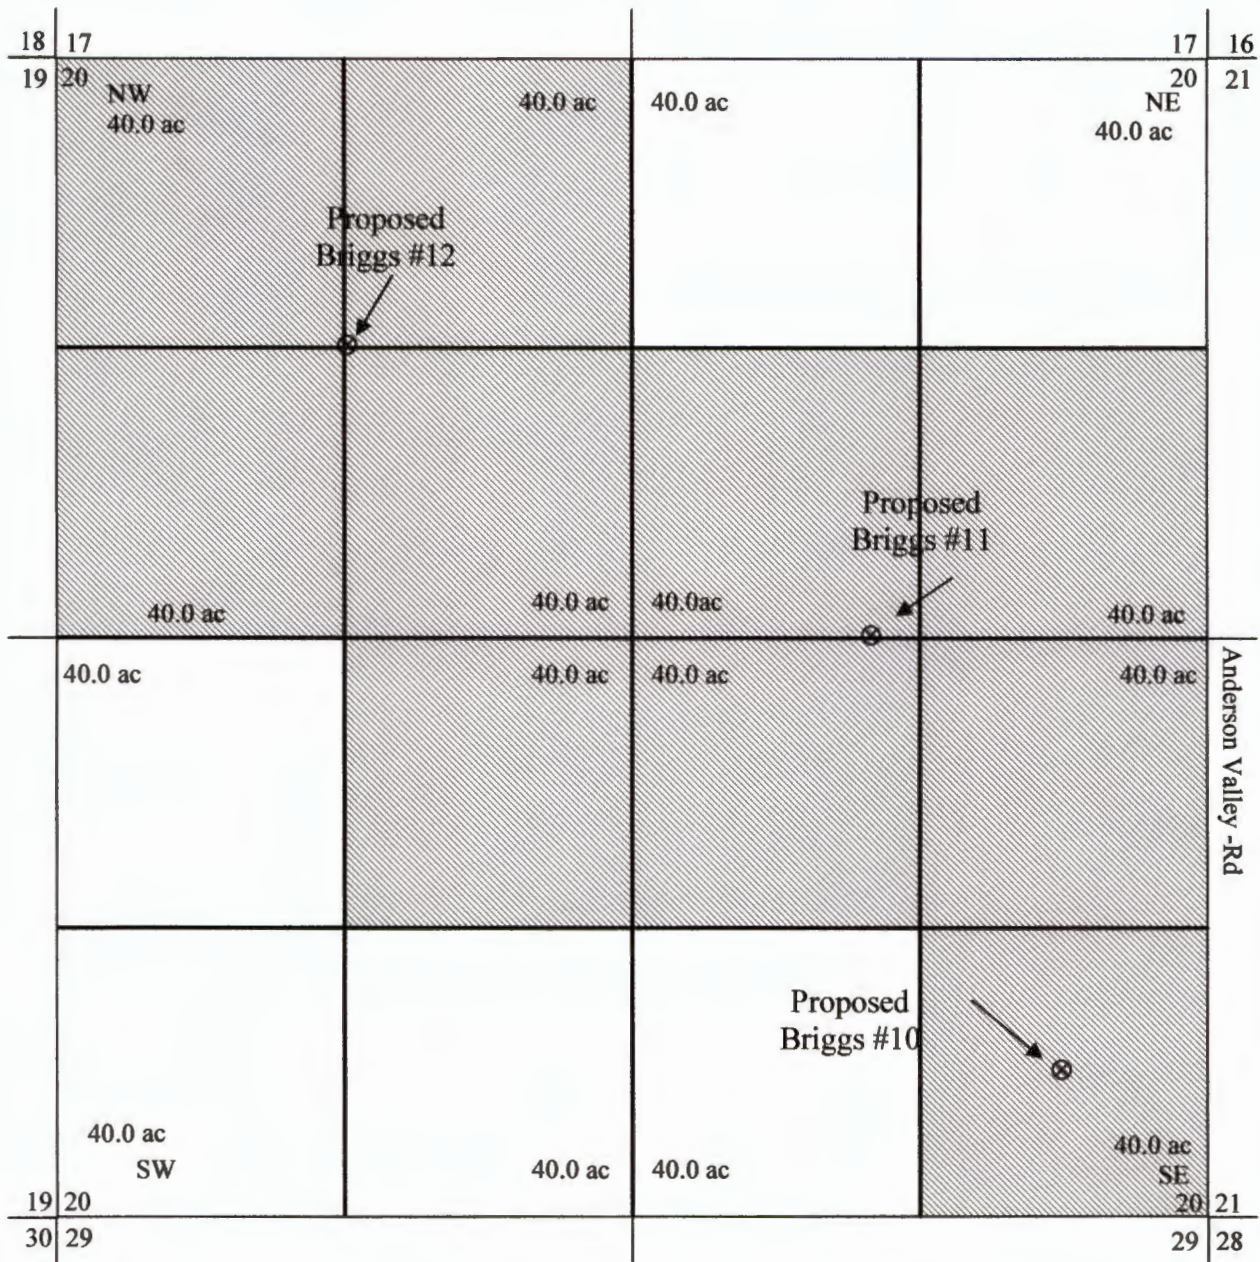 18 17
17 16
19 20
20 21
NW
40.0 ac
40.0 ac
40.0 ac
NE
40.0 ac
Proposed
Briggs #12
Proposed
Briggs #11
40.0 ac
40.0 ac
40.0ac
40.0 ac
40.0 ac
40.0 ac
40.0 ac
40.0 ac
Anderson Valley -Rd
Proposed
Briggs #10
40.0 ac
SW
40.0 ac
40.0 ac
40.0 ac
SE
19 20
20 21
30 29
29 28